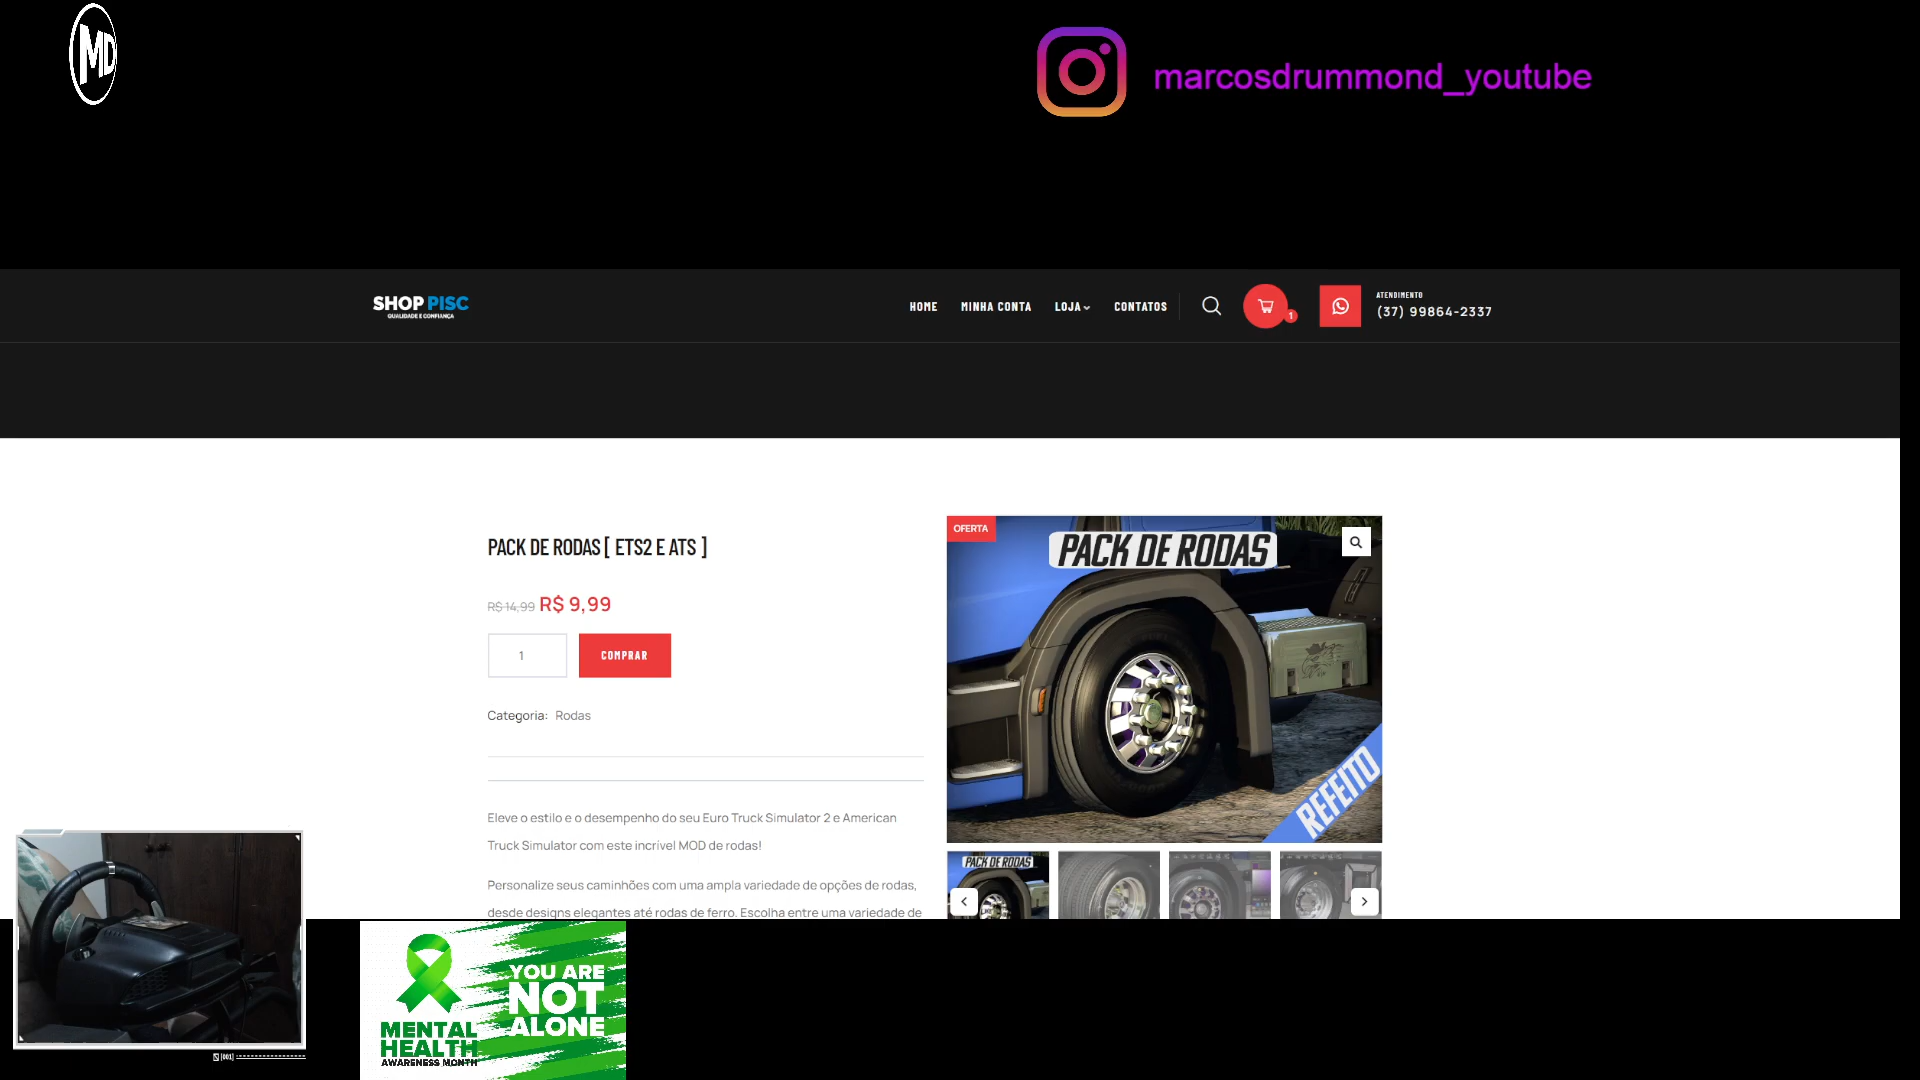 MD
marcosdrummond_youtube
SHOP PISC
QUALIDADE E CONFIANÇA
HOME
MINHA CONTA
LOJA
CONTATOS
1
ATENDIMENTO
(37) 99864-2337
PACK DE RODAS [ ETS2 E ATS ]
R$ 14,99 R$ 9,99
1
COMPRAR
Categoria: Rodas
Eleve o estilo e o desempenho do seu Euro Truck Simulator 2 e American
Truck Simulator com este incrível MOD de rodas!
Personalize seus caminhões com uma ampla variedade de opções de rodas,
desde designs elegantes até rodas de ferro. Escolha entre uma variedade de
OFERTA
PACK DE RODAS
REFEITO
PACK DE RODAS
[001]
MENTAL
HEALTH
AWARENESS MONTH
YOU ARE
NOT
ALONE